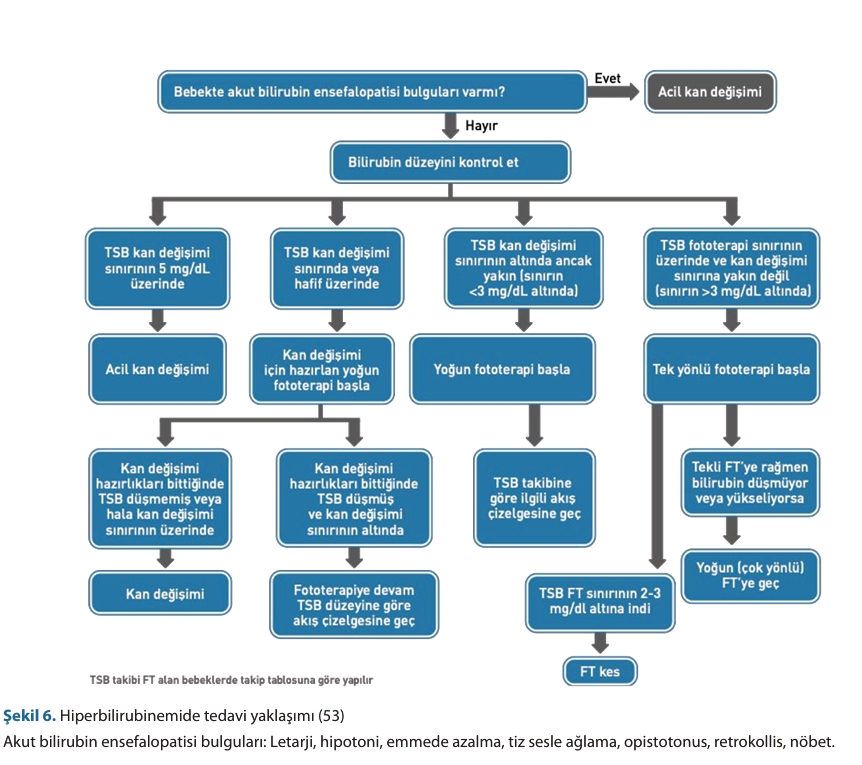 Bebekte akut bilirubin ensefalopatisi bulguları varmı?
Evet
Acil kan değişimi
Hayır
Bilirubin düzeyini kontrol et
TSB kan değişimi
sınırının 5 mg/dL
üzerinde
TSB kan değişimi
sınırında veya
hafif üzerinde
TSB kan değişimi
sınırının altında ancak
yakın (sınırın
<3 mg/dL altında)
TSB fototerapi sınırının
üzerinde ve kan değişimi
sınırına yakın değil
(sınırın >3 mg/dL altında)
Acil kan değişimi
Kan değişimi
için hazırlan yoğun
fototerapi başla
Yoğun fototerapi başla
Tek yönlü fototerapi başla
Kan değişimi
hazırlıkları bittiğinde
TSB düşmemiş veya
hala kan değişimi
sınırının üzerinde
Kan değişimi
hazırlıkları bittiğinde
TSB düşmüş
ve kan değişimi
sınırının altında
TSB takibine
göre ilgili akış
çizelgesine geç
Tekli FT'ye rağmen
bilirubin düşmüyor
veya yükseliyorsa
Kan değişimi
Fototerapiye devam
TSB düzeyine göre
akış çizelgesine geç
TSB FT sınırının 2-3
mg/dl altına indi
Yoğun (çok yönlü)
FT'ye geç
FT kes
TSB takibi FT alan bebeklerde takip tablosuna göre yapılır
Şekil 6. Hiperbilirubinemide tedavi yaklaşımı (53)
Akut bilirubin ensefalopatisi bulguları: Letarji, hipotoni, emmede azalma, tiz sesle ağlama, opistotonus, retrokollis, nöbet.